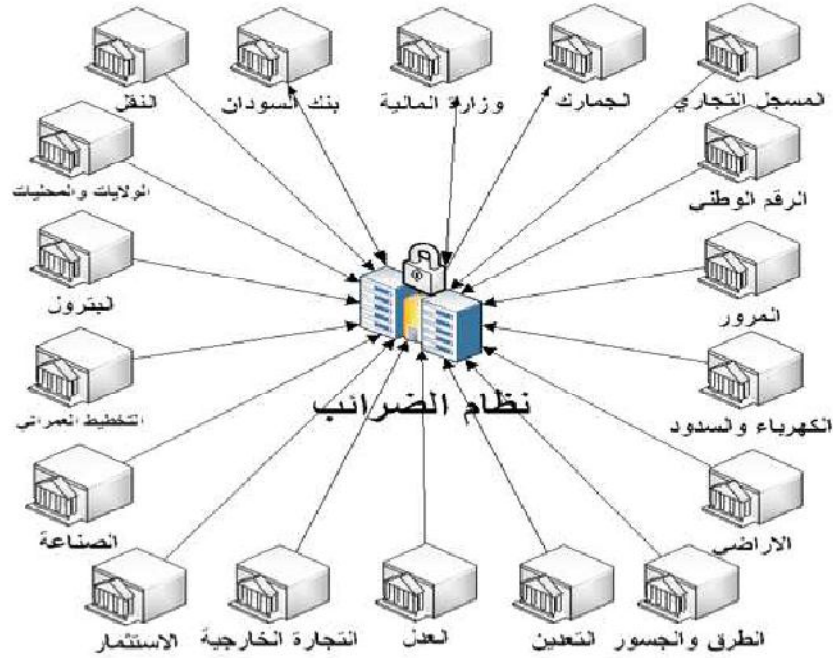 المسجل التجاري
الجمارك
وزارة المالية
بنك السودان
النقل
الرقم الوطني
الولايات والمحليات
المرور
البترول
الكهرباء والسدود
التخطيط العمراني
نظام الضرائب
الاراضي
الصناعة
الطرق والجسور
التعدين
العدل
التجارة الخارجية
الاستثمار